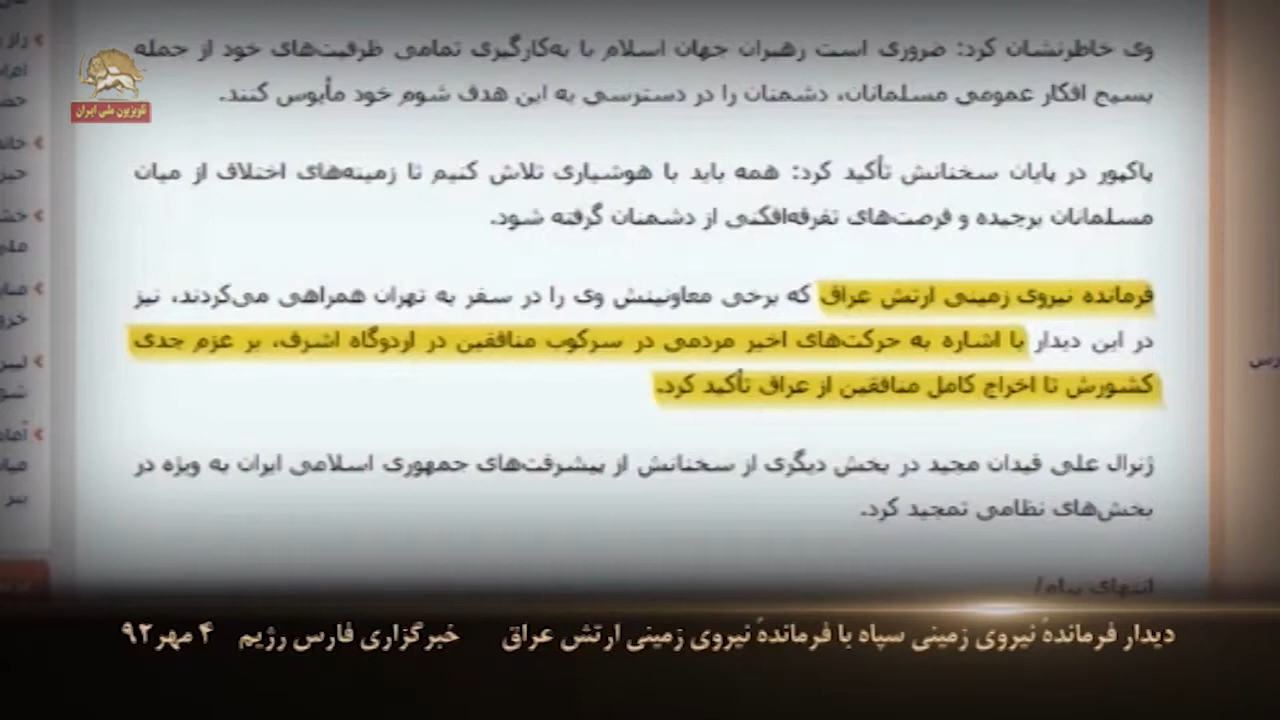 وی خاطرنشان کرد: ضروری است رهبران جهان اسلام با به‌کارگیری تمامی ظرفیت‌های خود از جمله
بسیج افکار عمومی مسلمانان، دشمنان را در دسترسی به این هدف شوم خود مأیوس کنند.
تلویزیون ملی ایران
پاکپور در پایان سخنانش تأکید کرد: همه باید با هوشیاری تلاش کنیم تا زمینه‌های اختلاف از میان
مسلمانان برچیده و فرصت‌های تفرقه‌افکنی از دشمنان گرفته شود.
فرمانده نیروی زمینی ارتش عراق که برخی معاونینش وی را در سفر به تهران همراهی می‌کردند، نیز
در این دیدار با اشاره به حرکت‌های اخیر مردمی در سرکوب منافقین در اردوگاه اشرف، بر عزم جدی
کشورش تا اخراج کامل منافقین از عراق تأکید کرد.
ژنرال علی قیدان مجید در بخش دیگری از سخنانش از پیشرفت‌های جمهوری اسلامی ایران به ویژه در
بخش‌های نظامی تمجید کرد.
انتهای پیام/
دیدار فرماندهٔ نیروی زمینی سپاه با فرماندهٔ نیروی زمینی ارتش عراق خبرگزاری فارس رژیم ۴ مهر۹۲